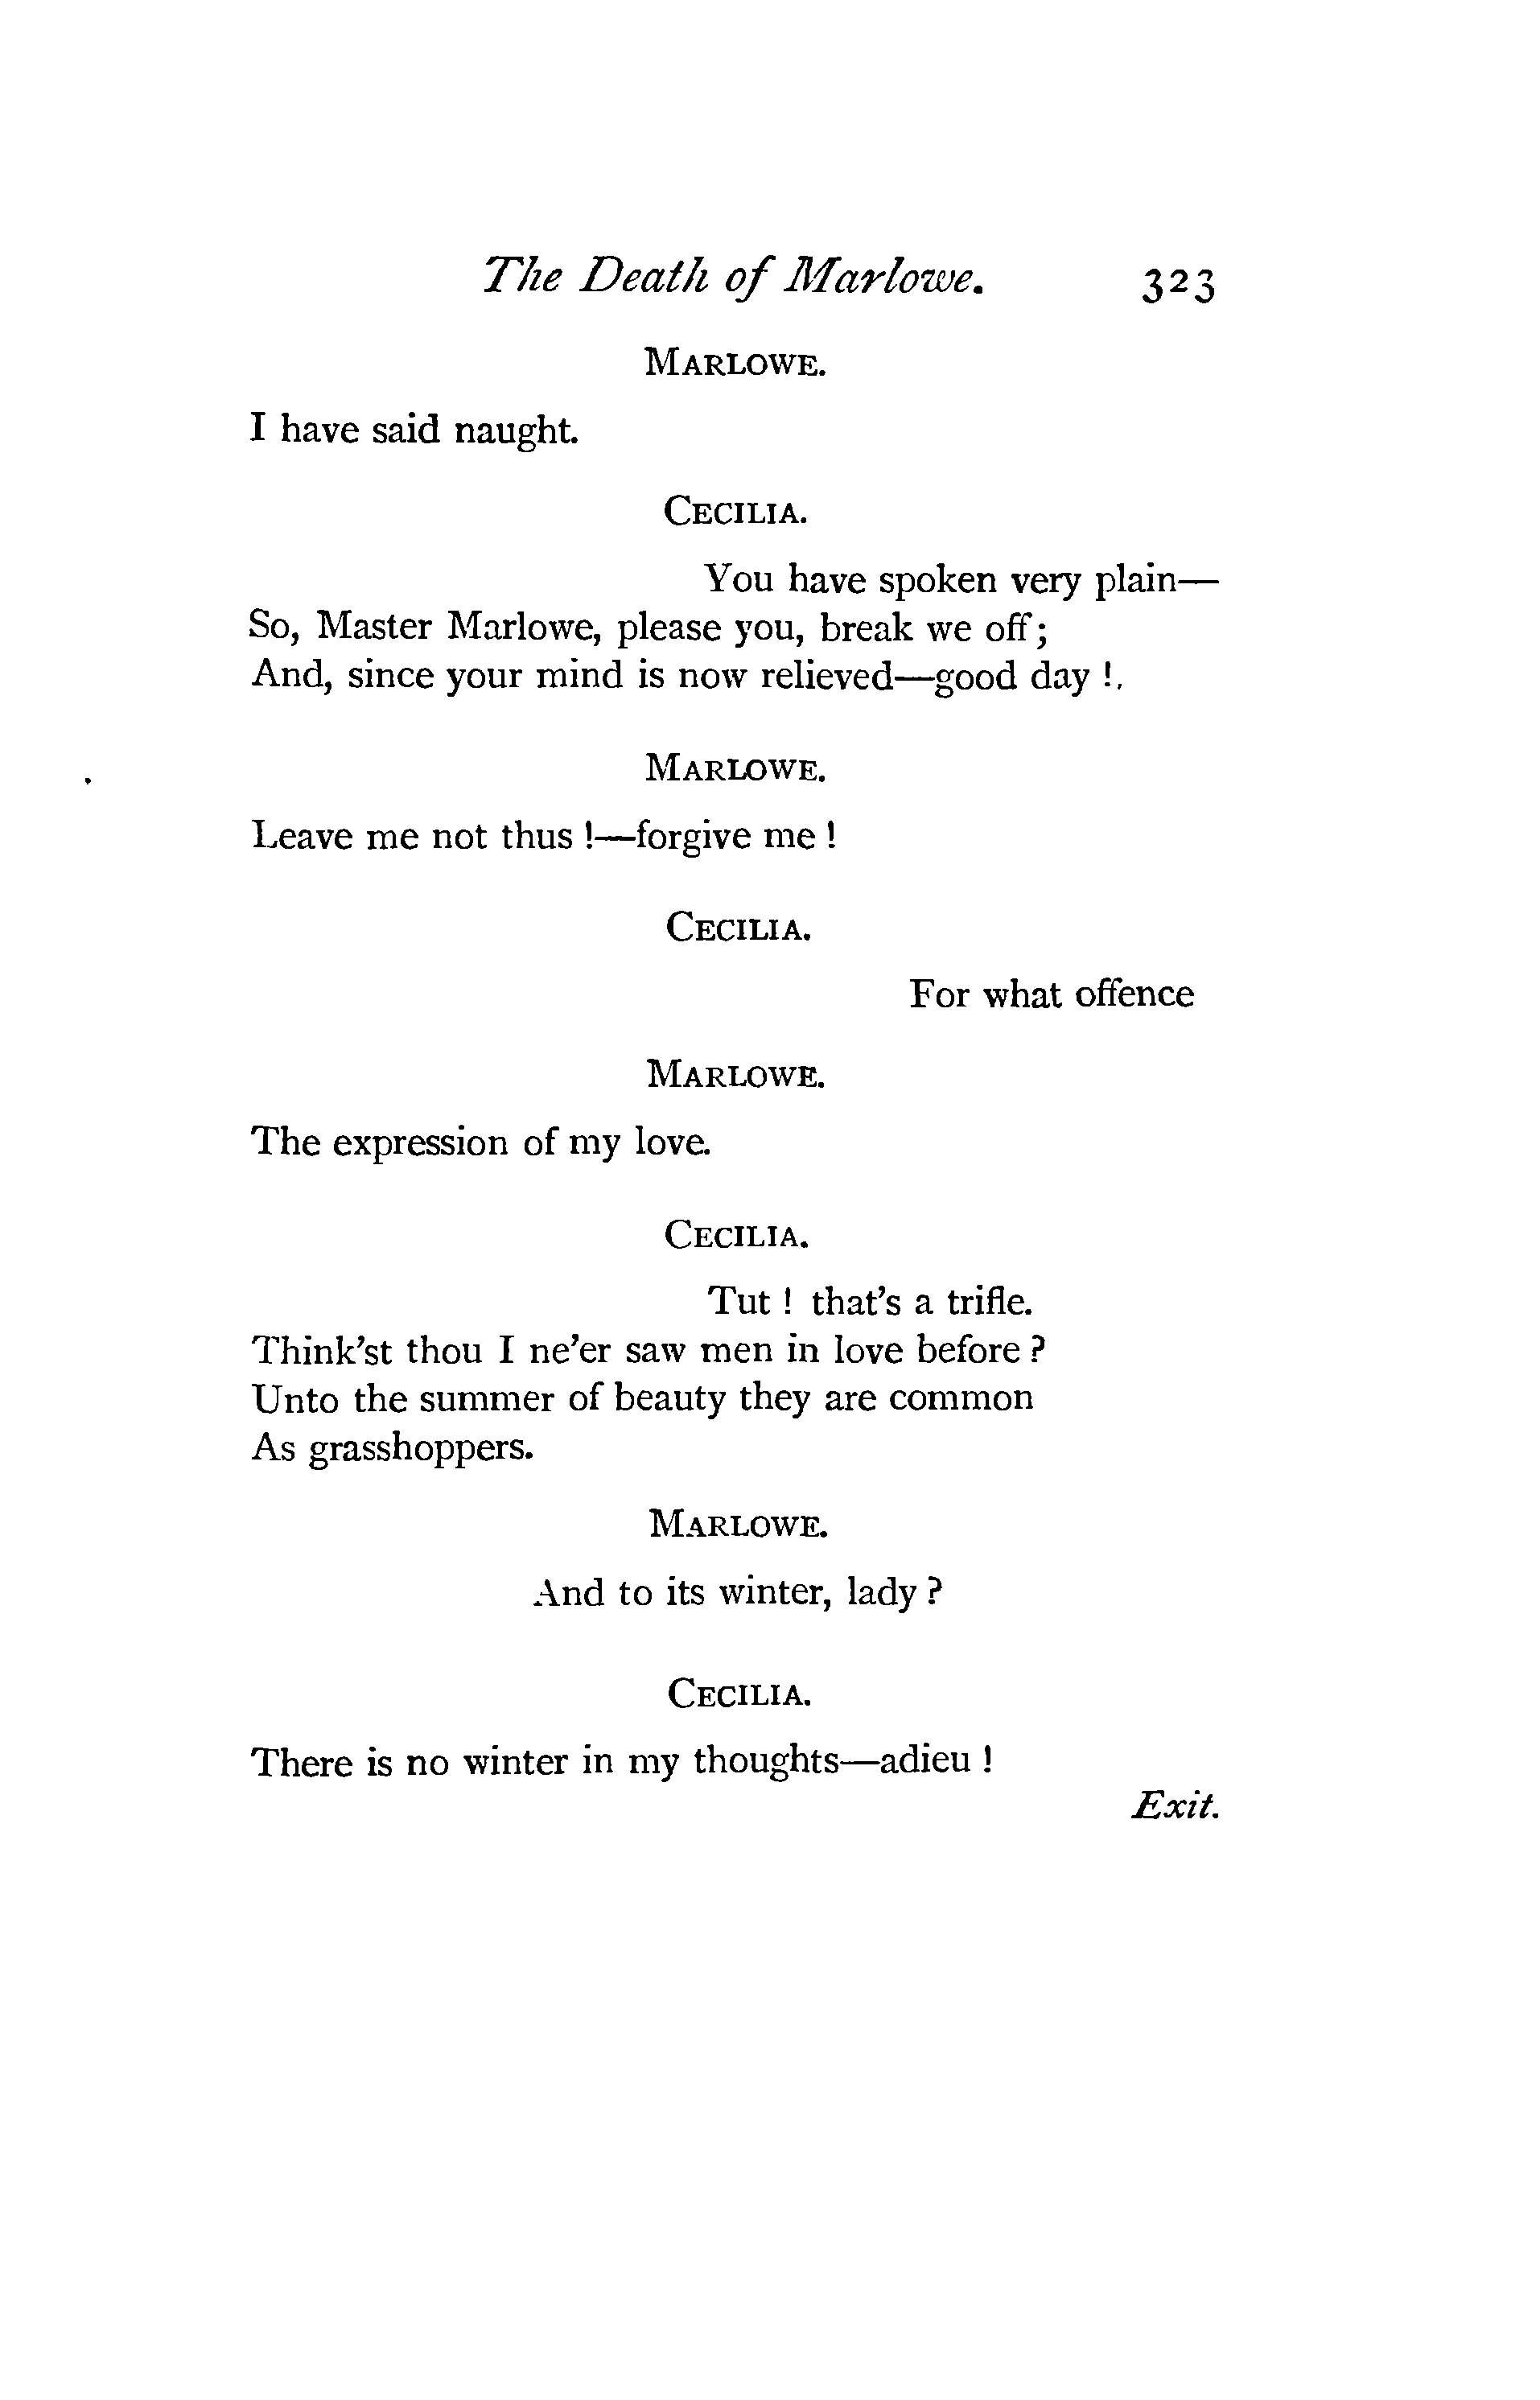 The Death of Marlowe. 323
MARLOWE.
I have said naught.
CECILIA.
You have spoken very plain—
So, Master Marlowe, please you, break we off;
And, since your mind is now relieved—good day !
MARLOWE.
Leave me not thus !—forgive me !
CECILIA.
For what offence
MARLOWE.
The expression of my love.
CECILIA.
Tut ! that's a trifle.
Think'st thou I ne'er saw men in love before ?
Unto the summer of beauty they are common
As grasshoppers.
MARLOWE.
And to its winter, lady ?
CECILIA.
There is no winter in my thoughts—adieu !
Exit.